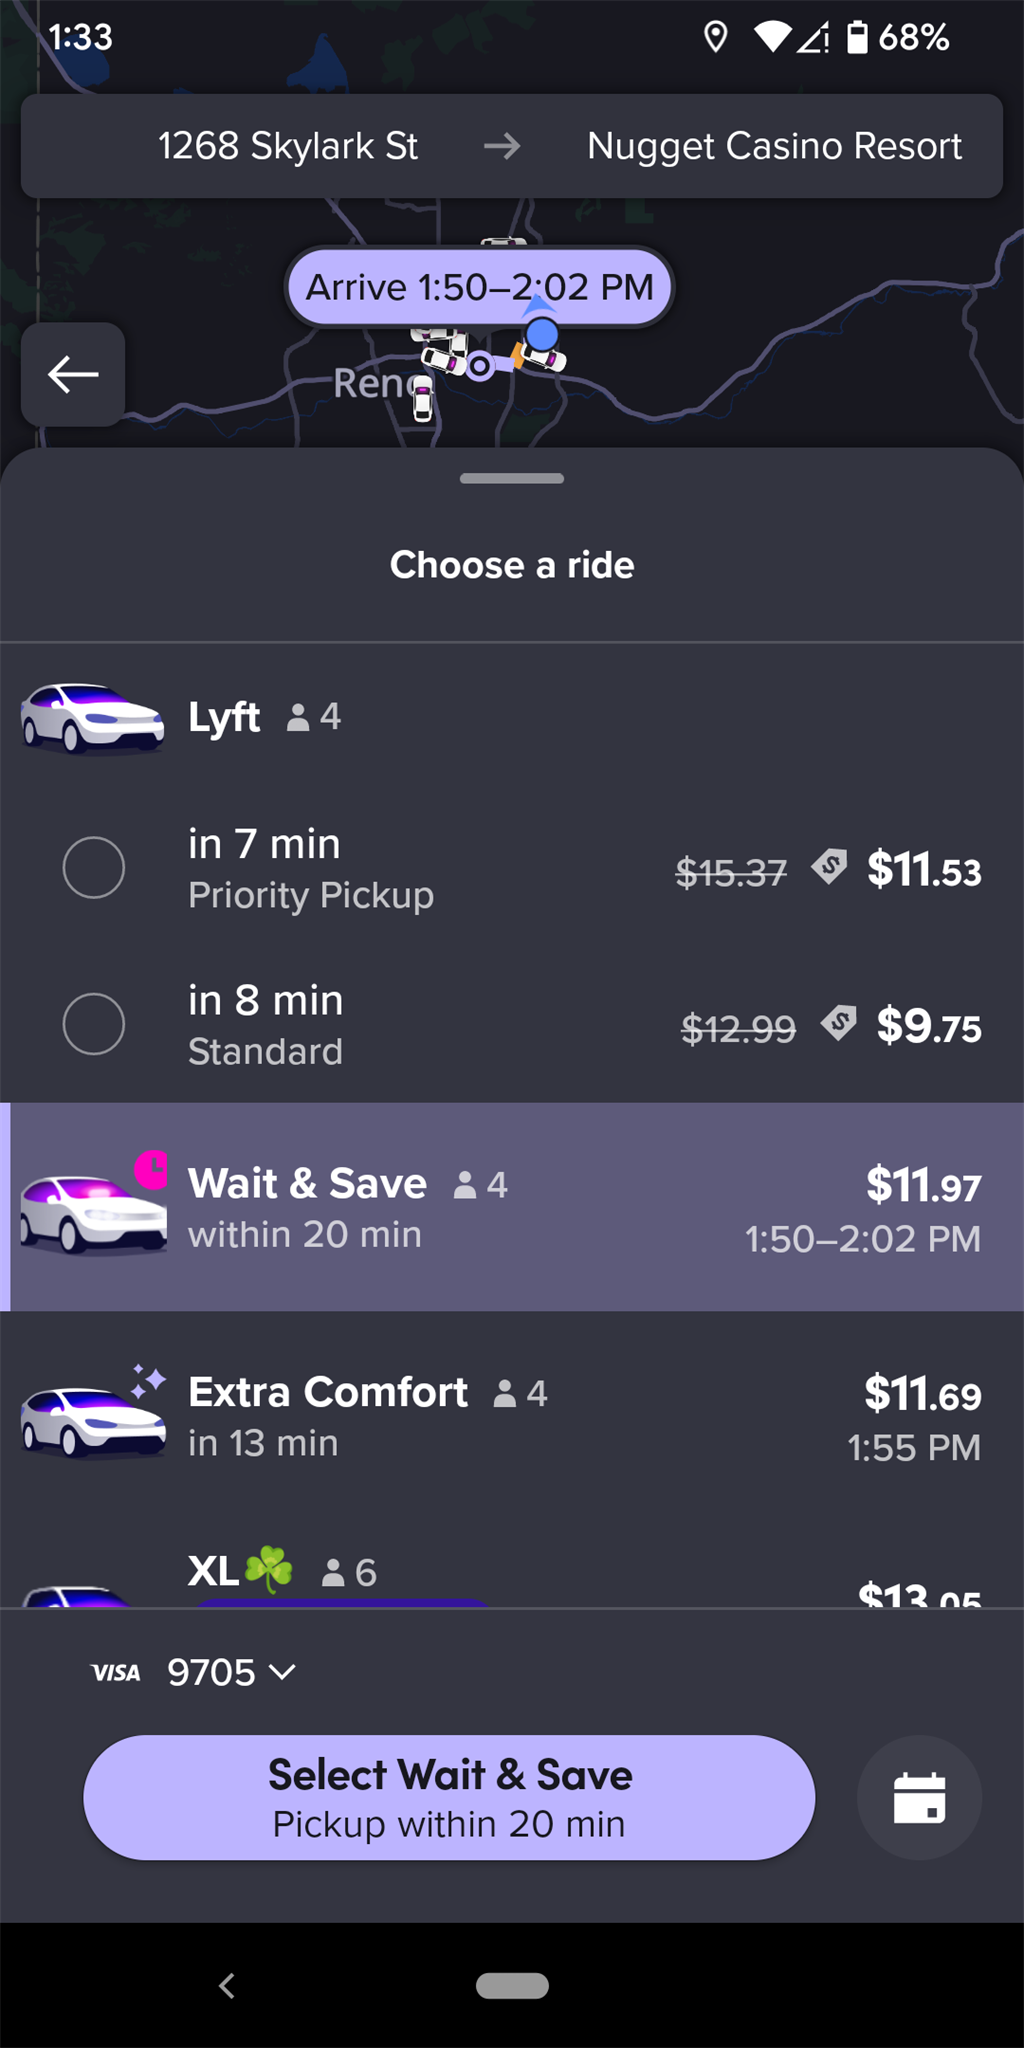 1:33
68%
1268 Skylark St → Nugget Casino Resort
Arrive 1:50–2:02 PM
Reno
Choose a ride
Lyft 4
in 7 min
Priority Pickup
$15.37 $11.53
in 8 min
Standard
$12.99 $9.75
Wait & Save 4
$11.97
within 20 min
1:50–2:02 PM
Extra Comfort 4
$11.69
in 13 min
1:55 PM
XL☘️ 6
$13.05
VISA 9705
Select Wait & Save
Pickup within 20 min